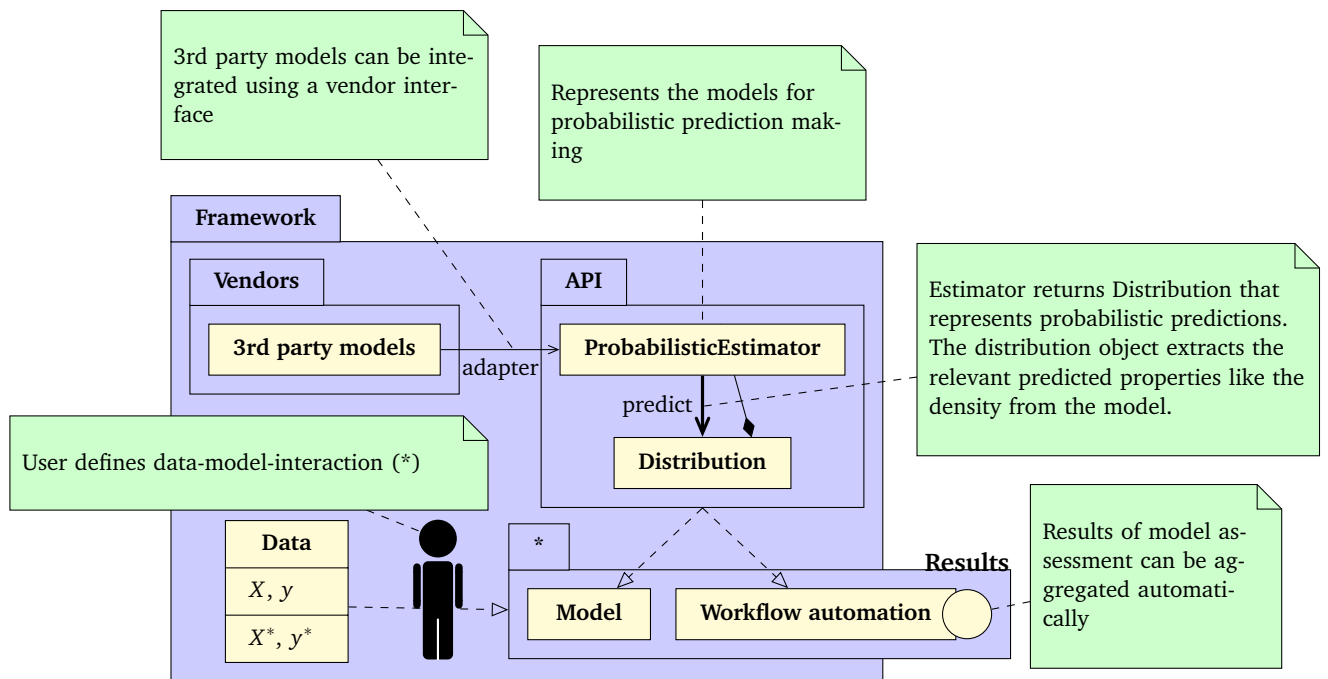 3rd party models can be inte-
grated using a vendor inter-
face
Represents the models for
probabilistic prediction mak-
ing
Framework
Vendors
API
3rd party models
adapter
ProbabilisticEstimator
predict
Distribution
Estimator returns Distribution that
represents probabilistic predictions.
The distribution object extracts the
relevant predicted properties like the
density from the model.
User defines data-model-interaction (*)
Data
X, y
X*, y*
*
Model
Workflow automation
Results
Results of model as-
sessment can be ag-
gregated automati-
cally